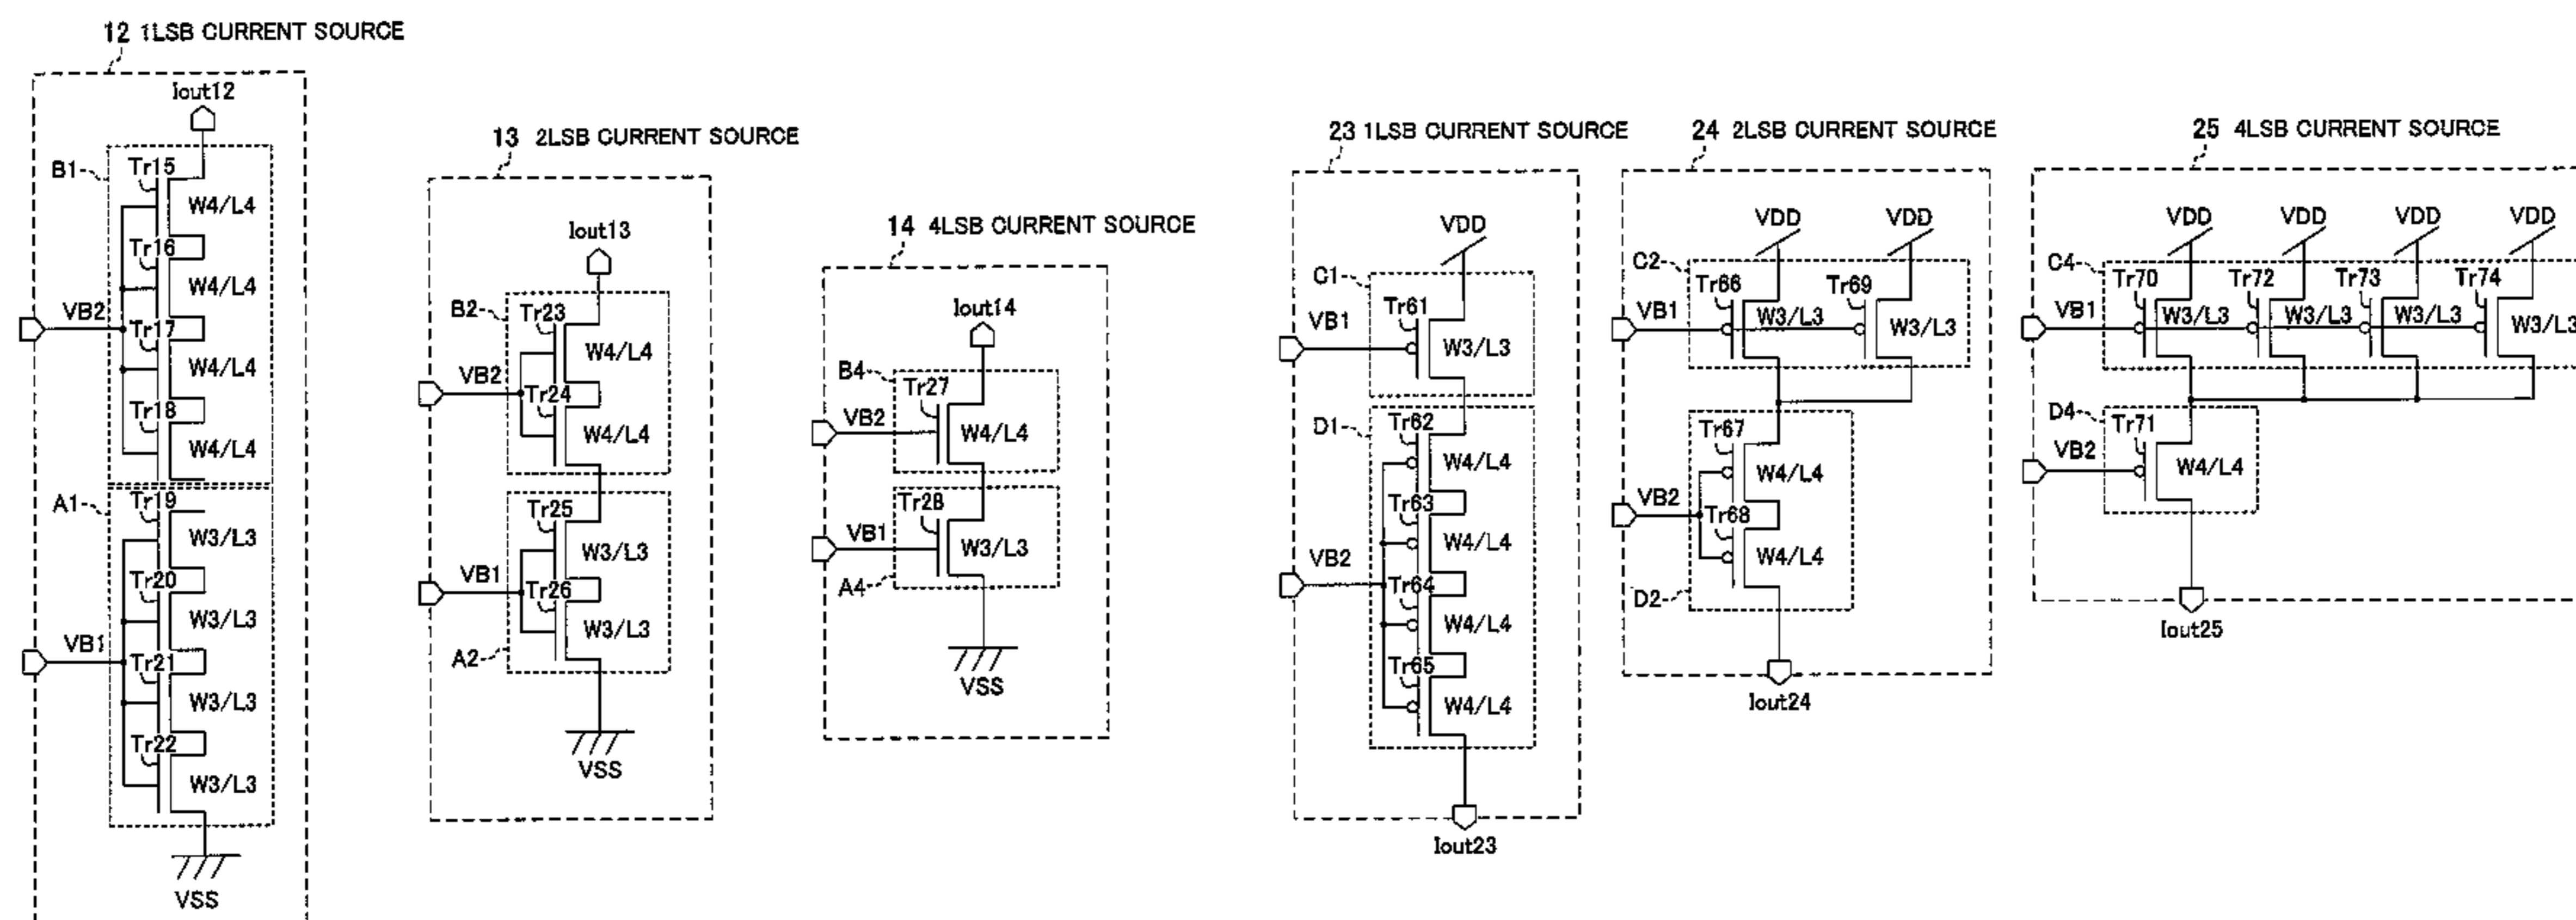 12 1LSB CURRENT SOURCE
Iout12
B1
Tr15
W4/L4
Tr16
W4/L4
VB2
Tr17
W4/L4
Tr18
W4/L4
A1
Tr19
W3/L3
Tr20
W3/L3
VB1
Tr21
W3/L3
Tr22
W3/L3
VSS
13 2LSB CURRENT SOURCE
Iout13
B2
Tr23
W4/L4
VB2
Tr24
W4/L4
Tr25
W3/L3
VB1
Tr26
W3/L3
A2
VSS
14 4LSB CURRENT SOURCE
Iout14
B4
Tr27
VB2
W4/L4
Tr28
VB1
W3/L3
A4
VSS
23 1LSB CURRENT SOURCE
VDD
C1
Tr61
VB1
W3/L3
D1
Tr62
W4/L4
Tr63
W4/L4
VB2
Tr64
W4/L4
Tr65
W4/L4
Iout23
24 2LSB CURRENT SOURCE
VDD VDD
C2
Tr66 Tr69
VB1
W3/L3 W3/L3
Tr67
W4/L4
VB2
Tr68
W4/L4
D2
Iout24
25 4LSB CURRENT SOURCE
VDD VDD VDD VDD
C4
Tr70 Tr72 Tr73 Tr74
VB1
W3/L3 W3/L3 W3/L3 W3/L3
D4
Tr71
VB2
W4/L4
Iout25